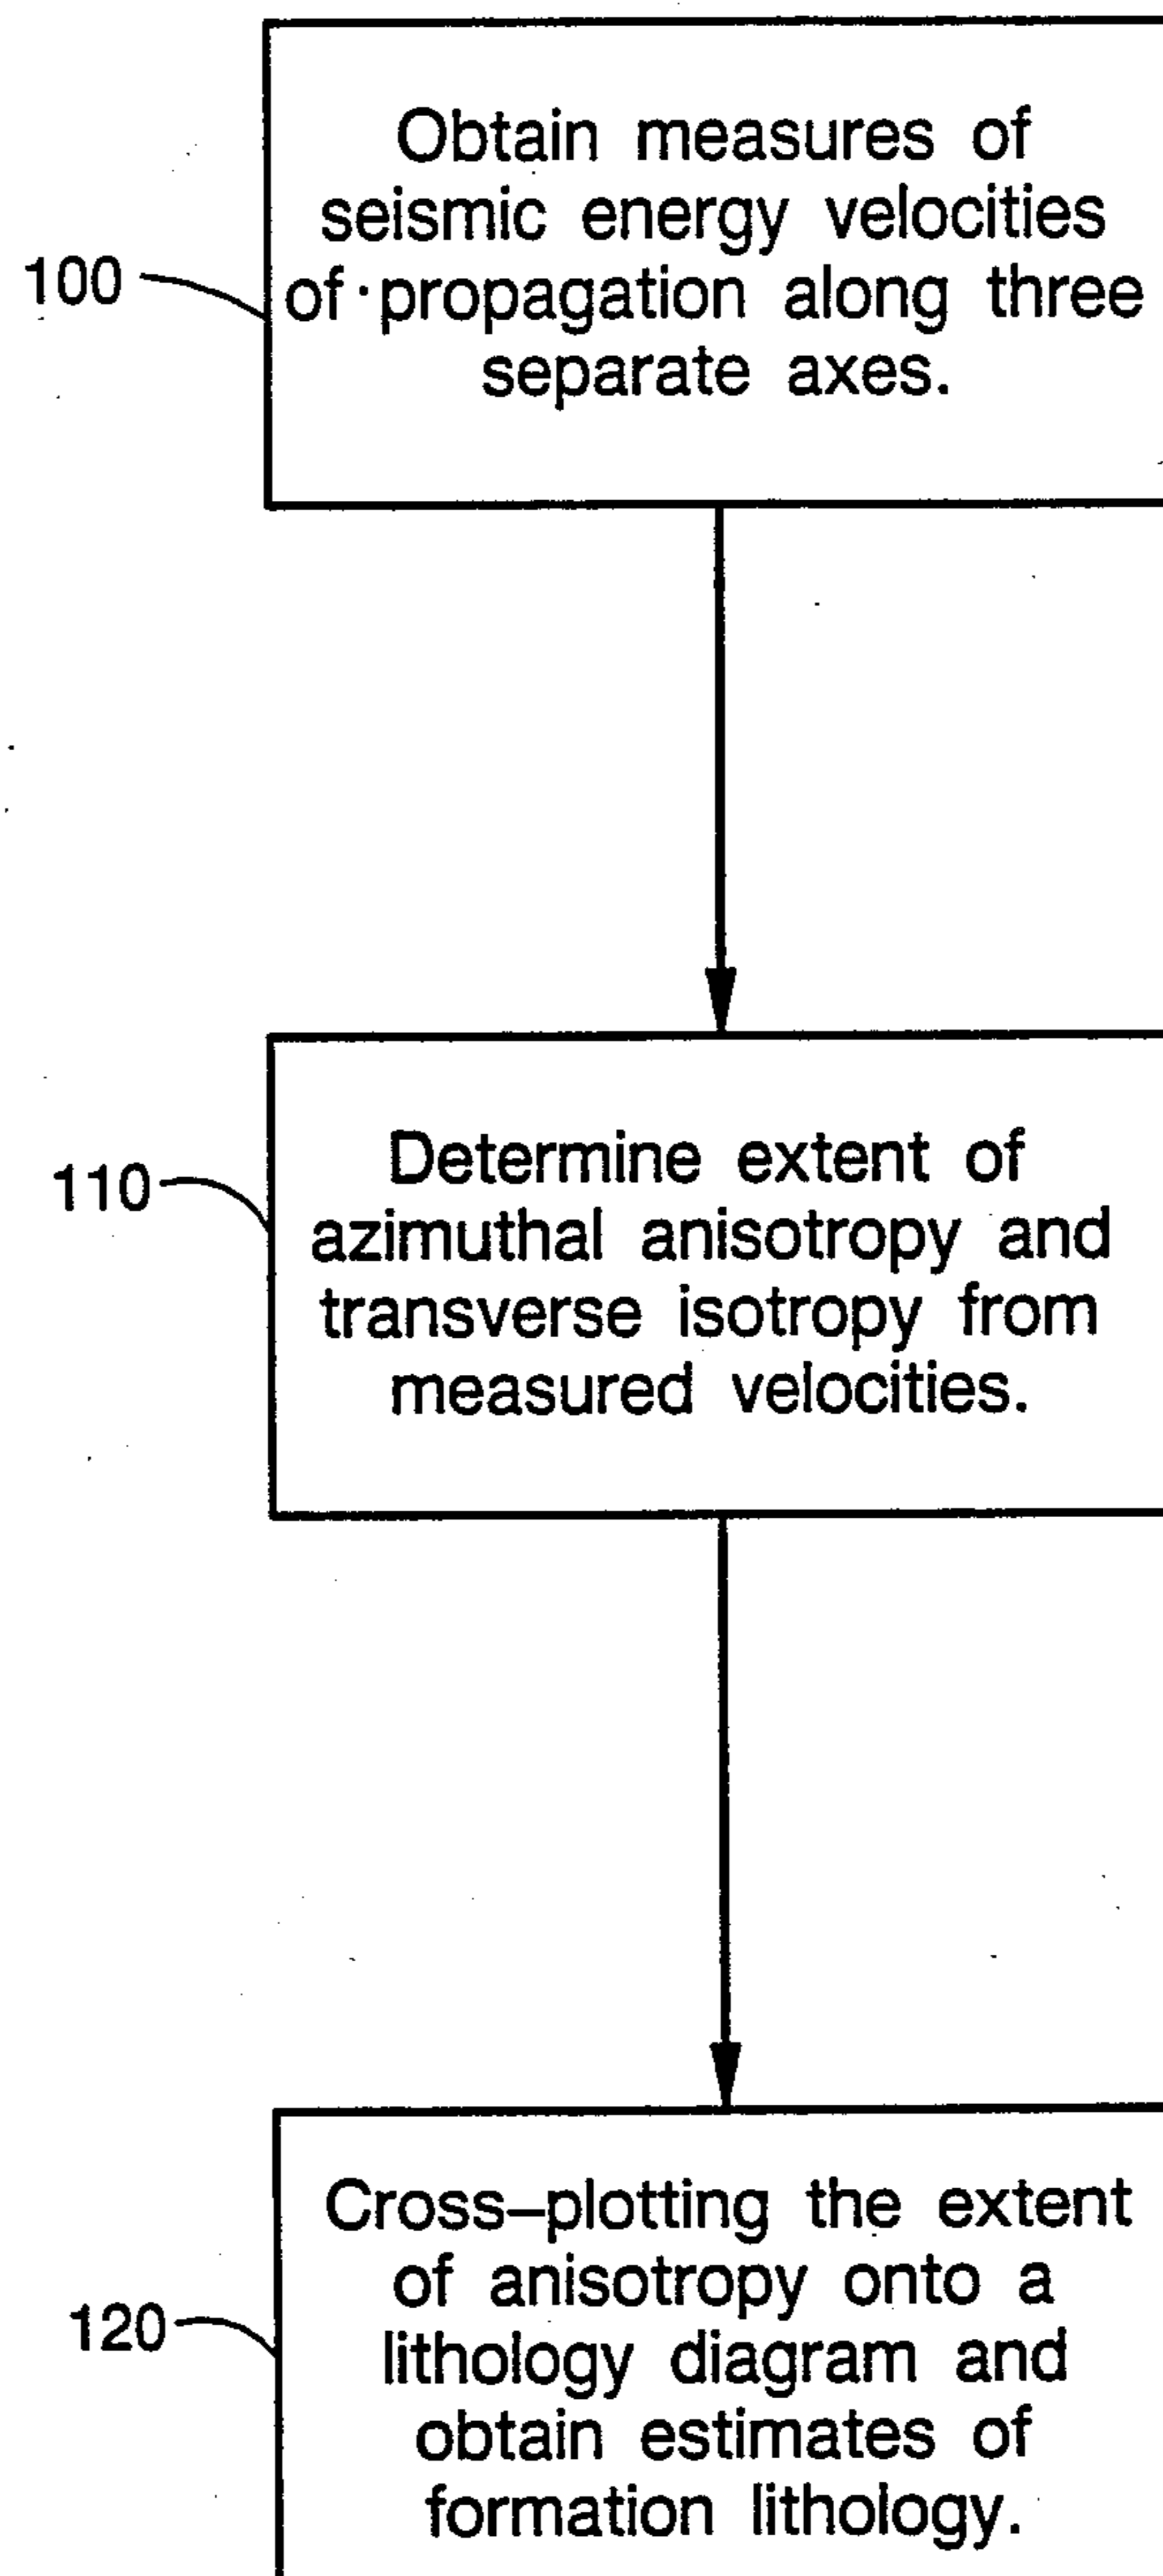 Obtain measures of
seismic energy velocities
100
of propagation along three
separate axes.
Determine extent of
110
azimuthal anisotropy and
transverse isotropy from
measured velocities.
Cross-plotting the extent
of anisotropy onto a
120
lithology diagram and
obtain estimates of
formation lithology.